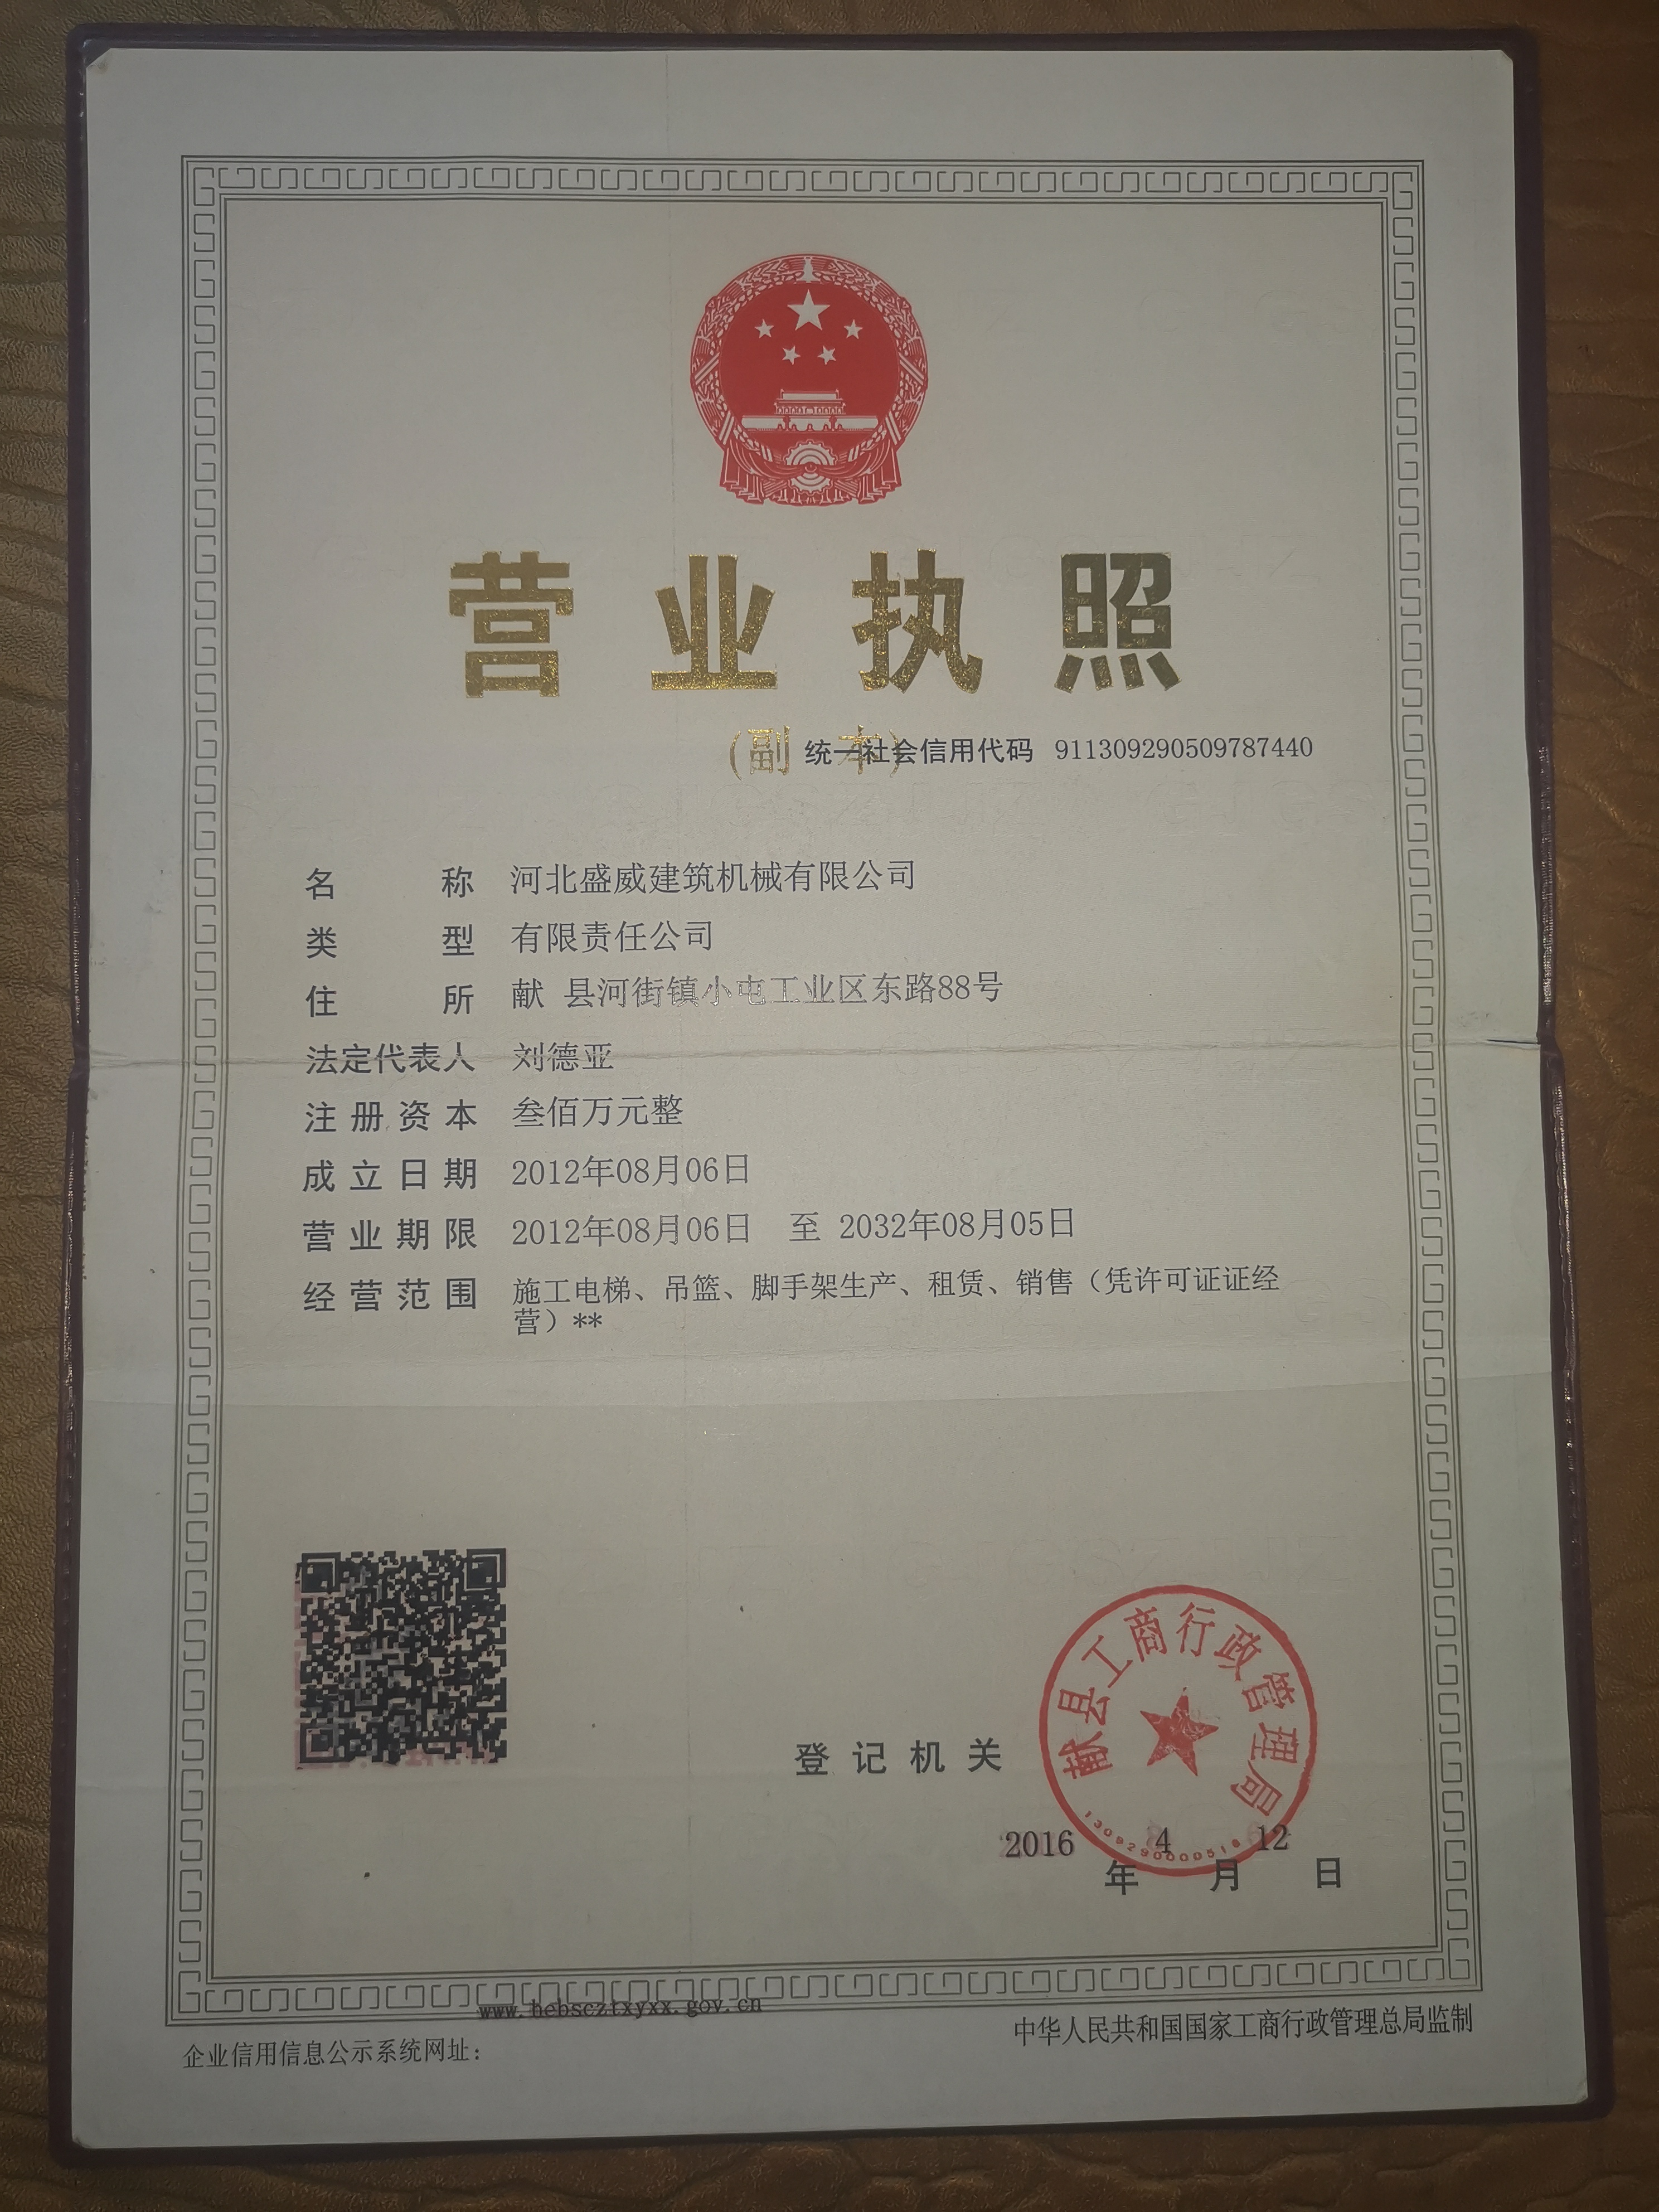 营业执照
(副 本)
统一社会信用代码 911309290509787440
名称 河北盛威建筑机械有限公司
类型 有限责任公司
住所 献 县河街镇小屯工业区东路88号
法定代表人 刘德亚
注册资本 叁佰万元整
成立日期 2012年08月06日
营业期限 2012年08月06日 至 2032年08月05日
经营范围 施工电梯、吊篮、脚手架生产、租赁、销售（凭许可证证经
营）**
登记机关
献县工商行政管理局
2016年4月12日
www.hebscztxyxx.gov.cn
企业信用信息公示系统网址：
中华人民共和国国家工商行政管理总局监制